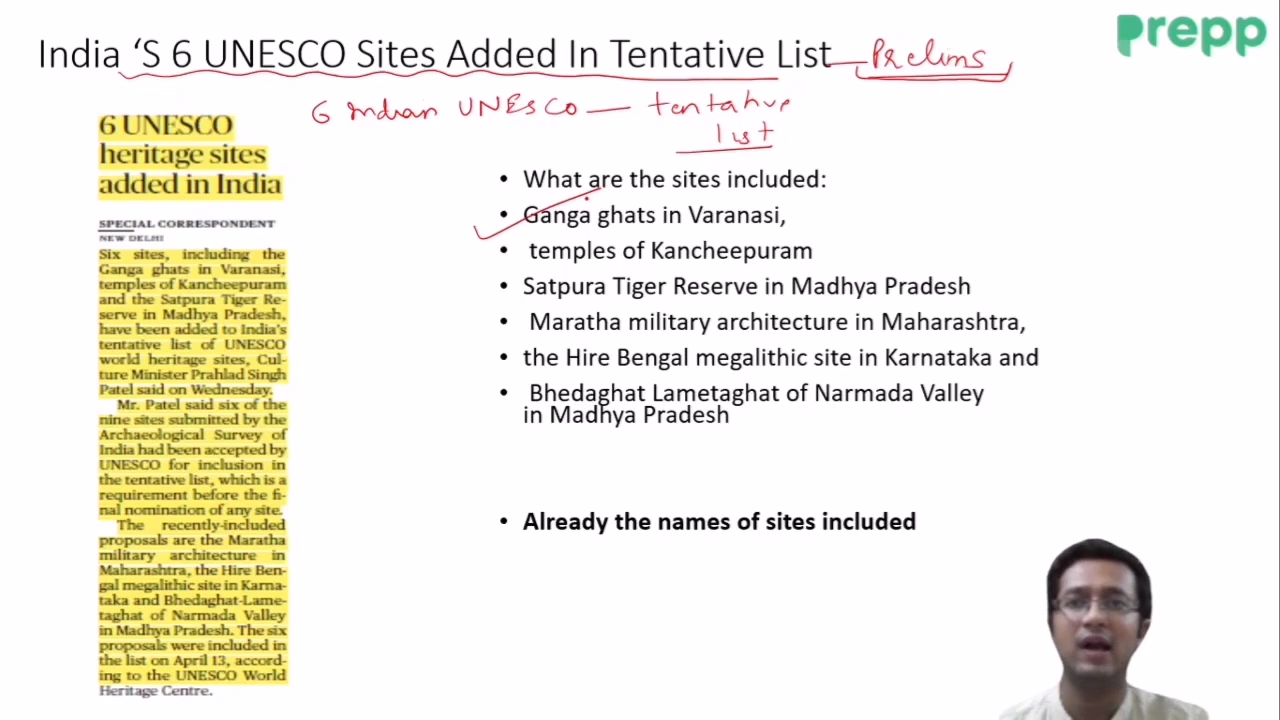 prepp
India ‘S 6 UNESCO Sites Added In Tentative List
Prelims
6 Indian UNESCO — tentative
list
6 UNESCO
heritage sites
added in India
SPECIAL CORRESPONDENT
NEW DELHI
Six sites, including the
Ganga ghats in Varanasi,
temples of Kancheepuram
and the Satpura Tiger Re-
serve in Madhya Pradesh,
have been added to India's
tentative list of UNESCO
world heritage sites, Cul-
ture Minister Prahlad Singh
Patel said on Wednesday.
Mr. Patel said six of the
nine sites submitted by the
Archaeological Survey of
India had been accepted by
UNESCO for inclusion in
the tentative list, which is a
requirement before the fi-
nal nomination of any site.
The recently-included
proposals are the Maratha
military architecture in
Maharashtra, the Hire Ben-
gal megalithic site in Karna-
taka and Bhedaghat-Lame-
taghat of Narmada Valley
in Madhya Pradesh. The six
proposals were included in
the list on April 13, accord-
ing to the UNESCO World
Heritage Centre.
• What are the sites included:
• Ganga ghats in Varanasi,
• temples of Kancheepuram
• Satpura Tiger Reserve in Madhya Pradesh
• Maratha military architecture in Maharashtra,
• the Hire Bengal megalithic site in Karnataka and
• Bhedaghat Lametaghat of Narmada Valley
in Madhya Pradesh
• Already the names of sites included